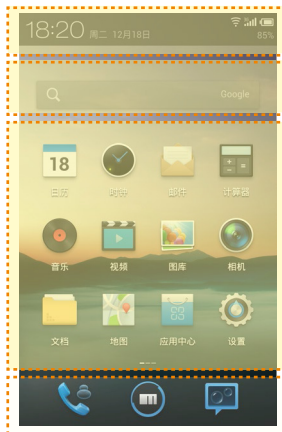 18:20 周二 12月18日
85%
Google
18
日历 时钟 邮件 计算器
音乐 视频 图库 相机
文档 地图 应用中心 设置